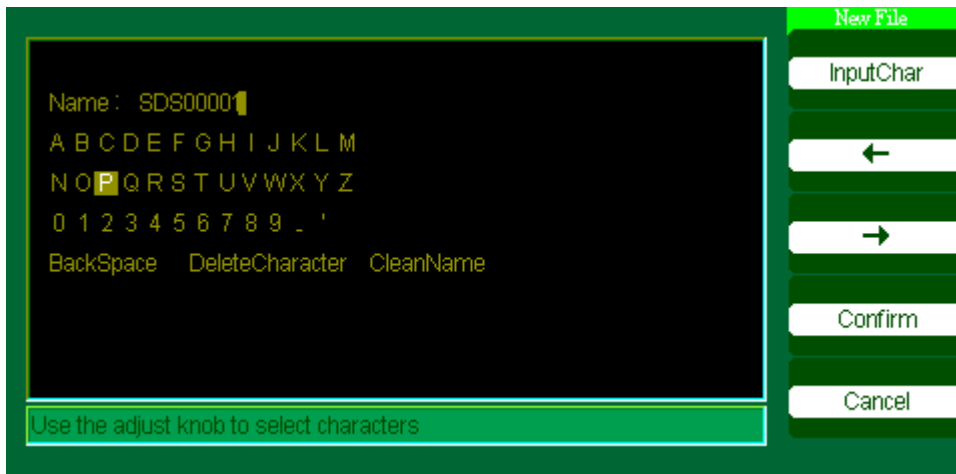 New File
Name : SDS00001
A B C D E F G H I J K L M
N O P Q R S T U V W X Y Z
0 1 2 3 4 5 6 7 8 9 _ '
BackSpace DeleteCharacter CleanName
Use the adjust knob to select characters
InputChar
←
→
Confirm
Cancel